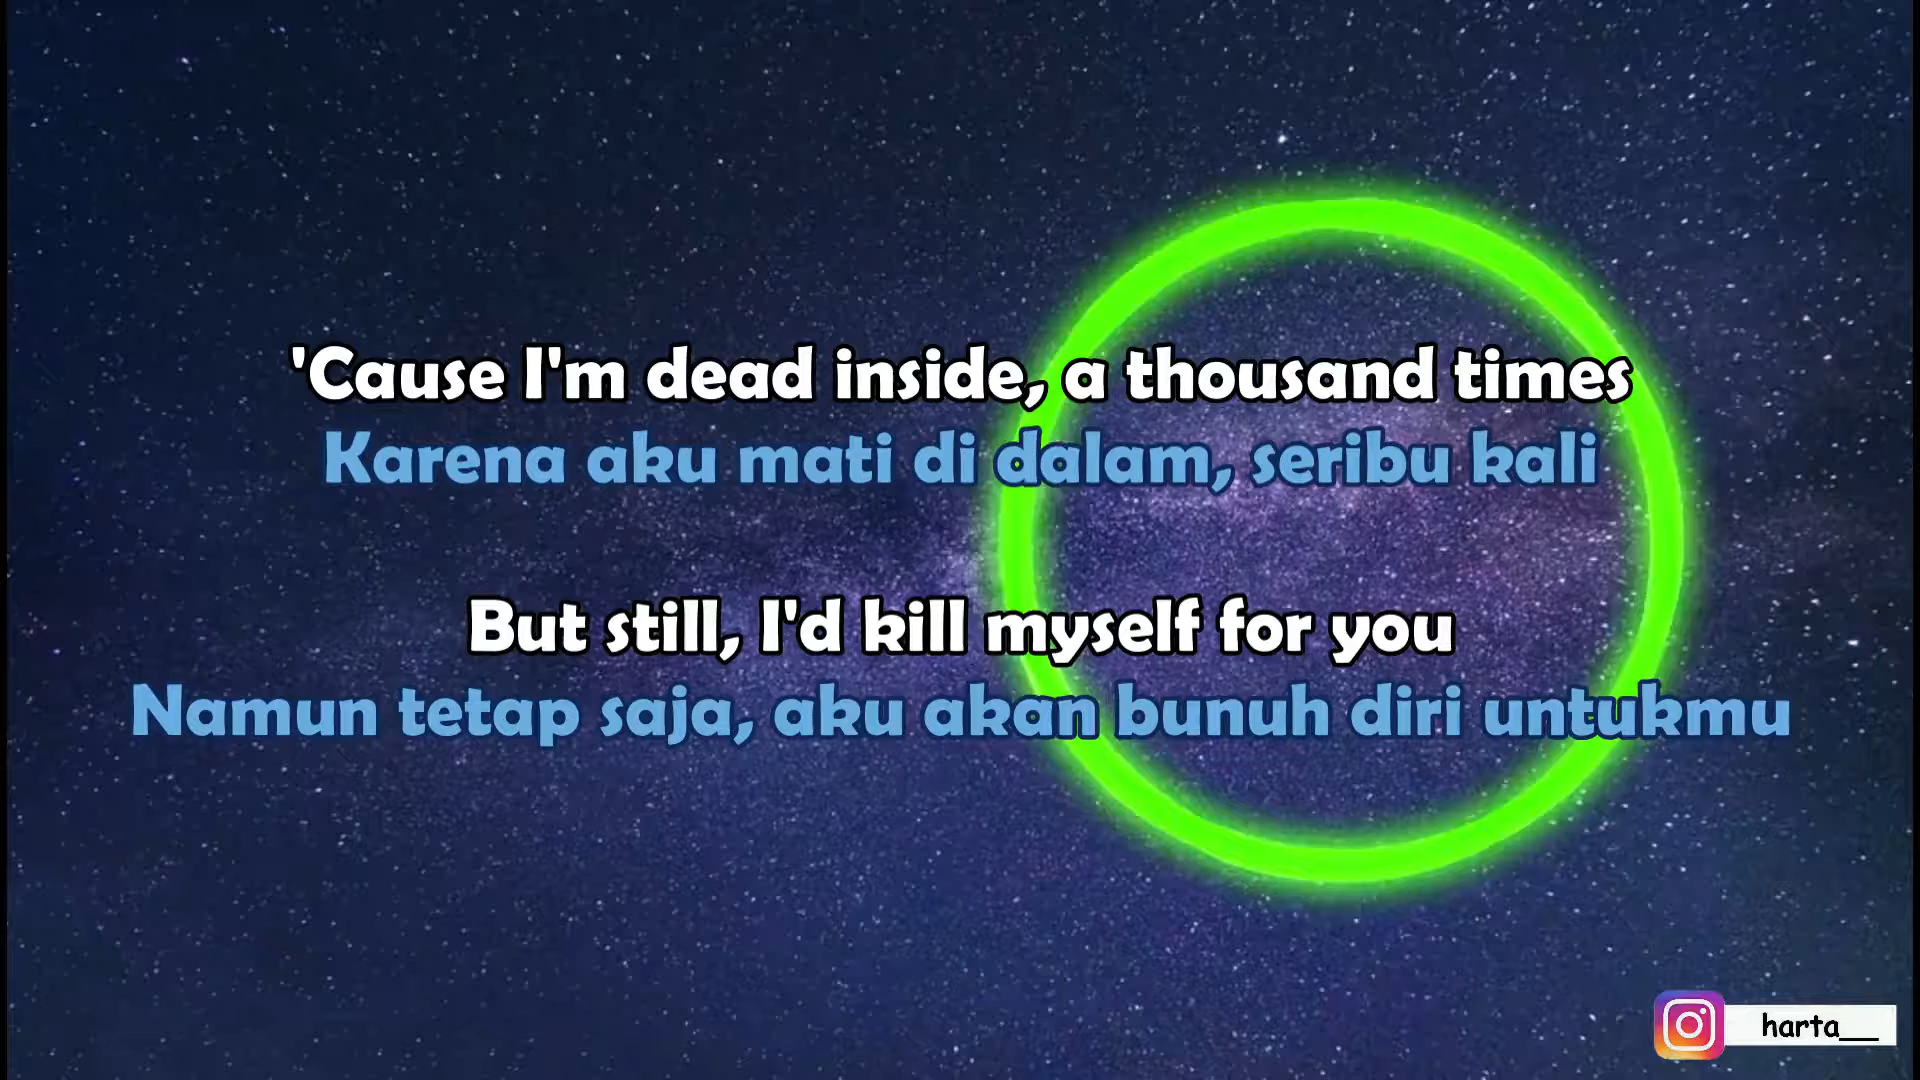 'Cause I'm dead inside, a thousand times
Karena aku mati di dalam, seribu kali
But still, I'd kill myself for you
Namun tetap saja, aku akan bunuh diri untukmu
harta__